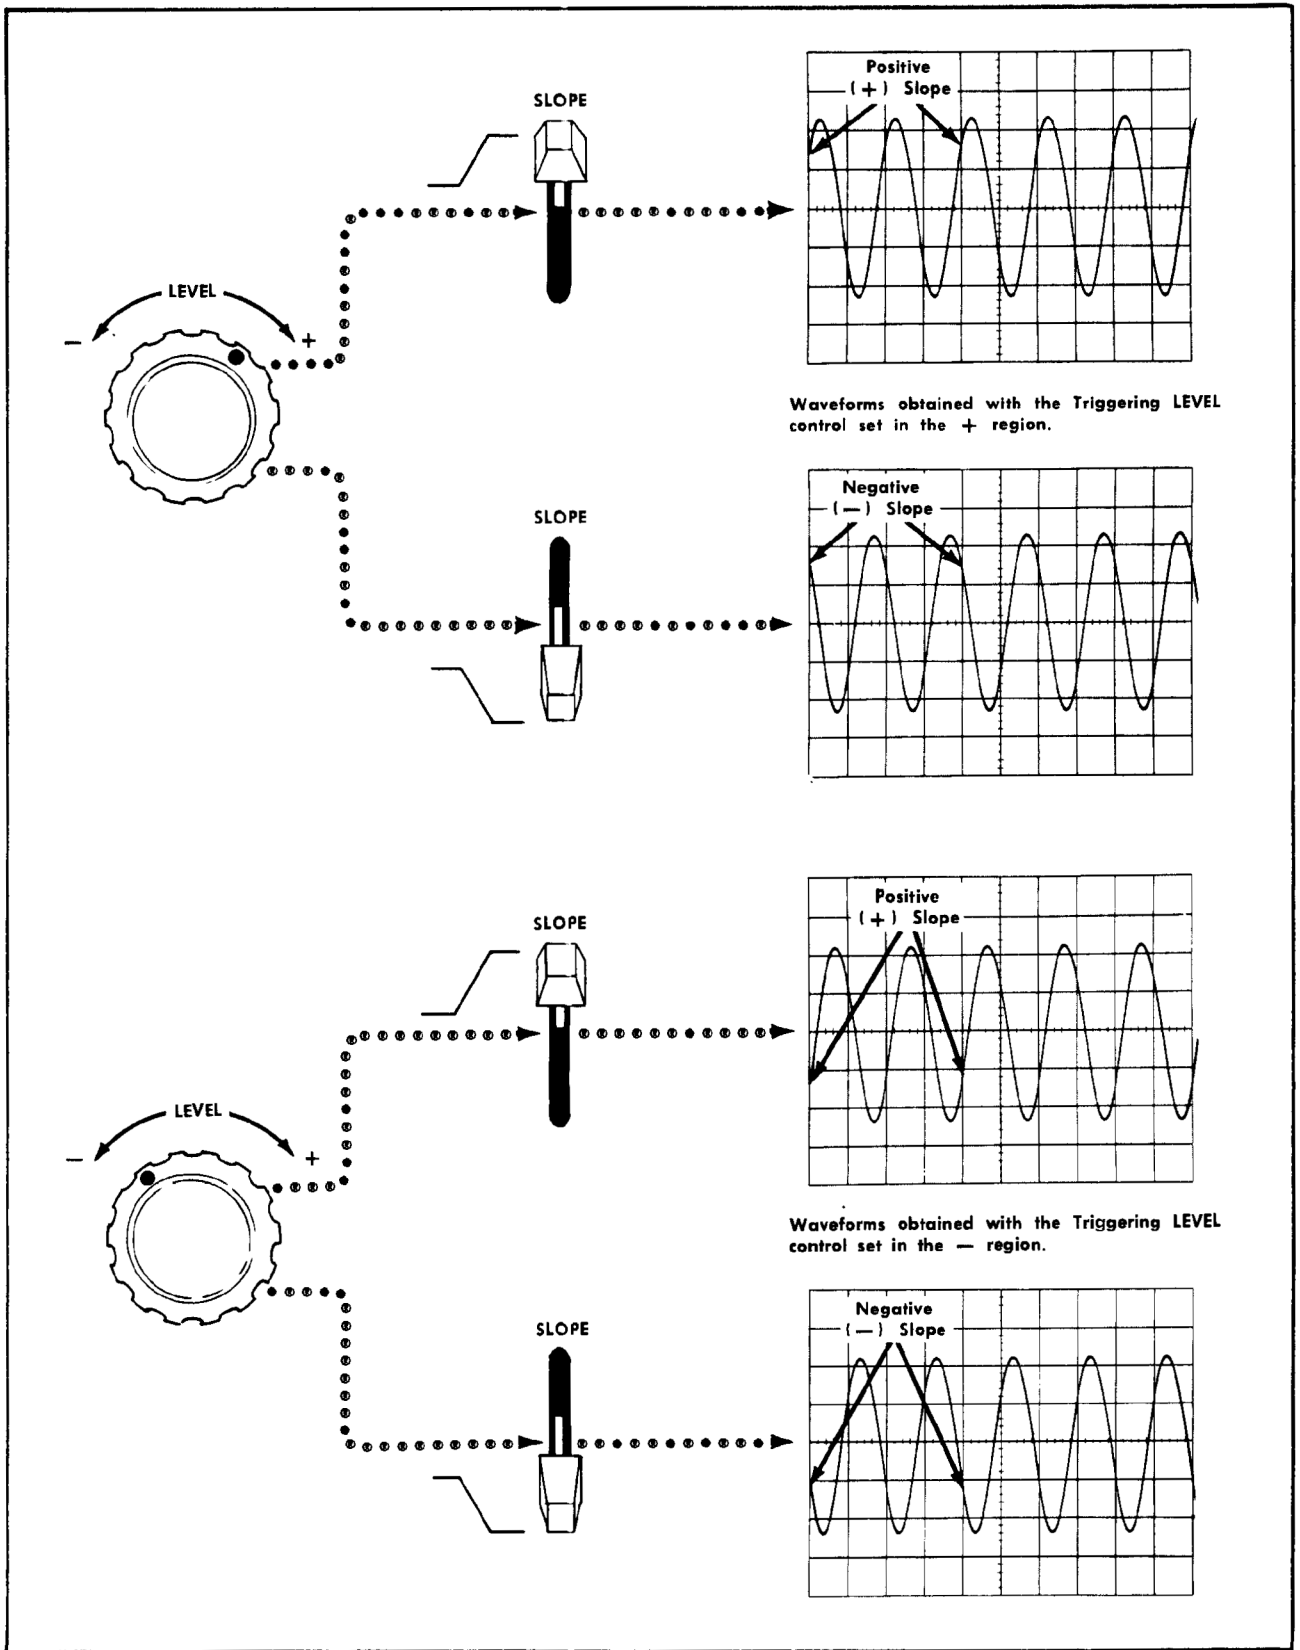 SLOPE
Positive
(+) Slope
LEVEL
− +
Waveforms obtained with the Triggering LEVEL
control set in the + region.
SLOPE
Negative
(—) Slope
SLOPE
Positive
(+) Slope
LEVEL
− +
Waveforms obtained with the Triggering LEVEL
control set in the — region.
SLOPE
Negative
(—) Slope